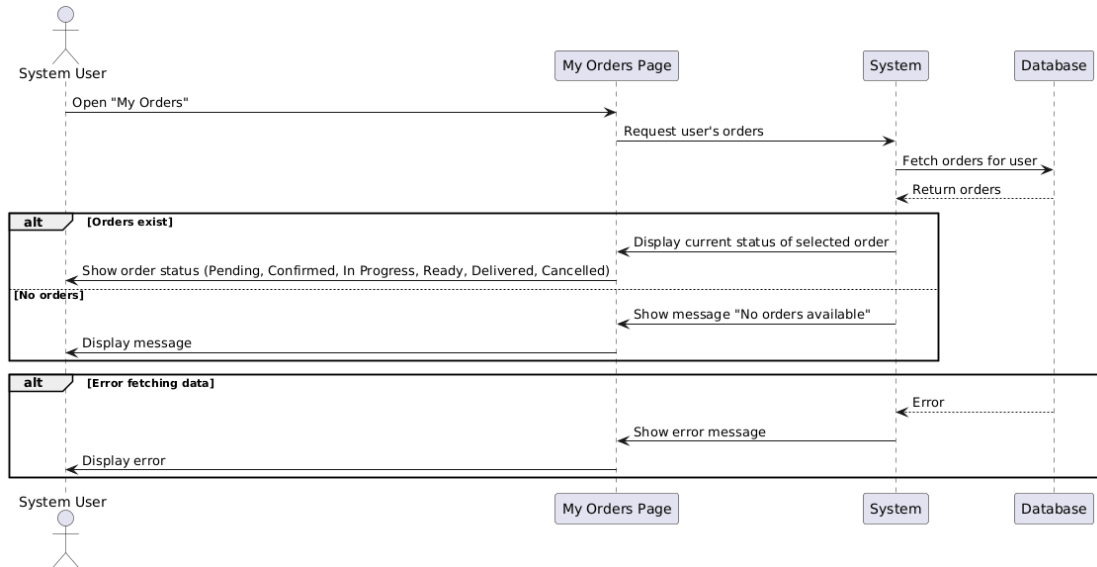 System User
My Orders Page
System
Database
Open "My Orders"
Request user's orders
Fetch orders for user
Return orders
alt [Orders exist]
Display current status of selected order
Show order status (Pending, Confirmed, In Progress, Ready, Delivered, Cancelled)
[No orders]
Show message "No orders available"
Display message
alt [Error fetching data]
Error
Show error message
Display error
System User
My Orders Page
System
Database